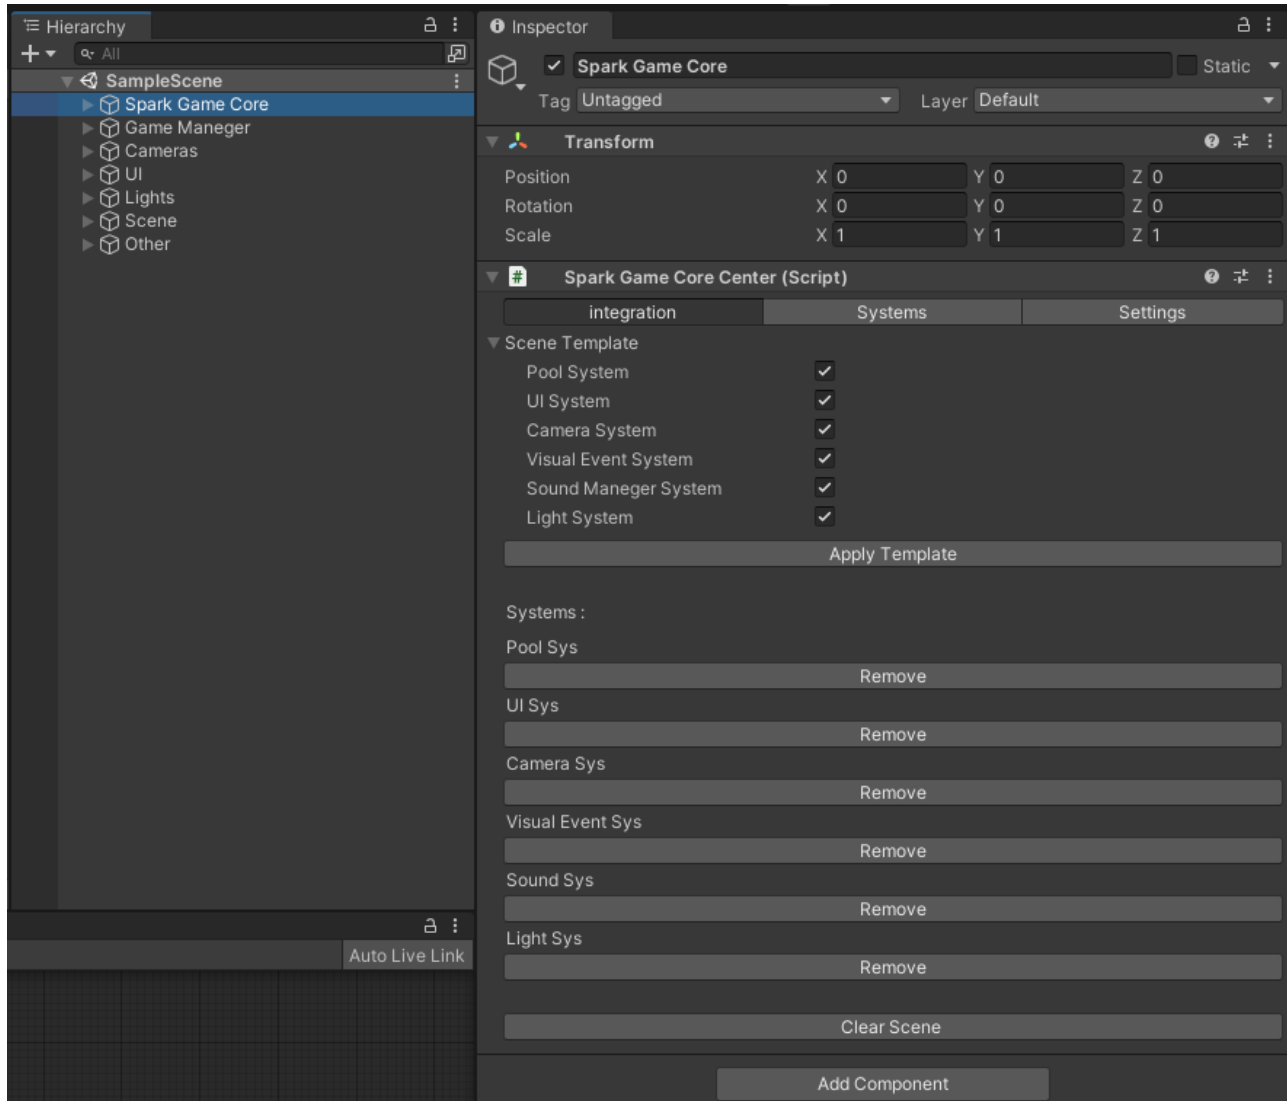 Hierarchy
All
SampleScene
Spark Game Core
Game Maneger
Cameras
UI
Lights
Scene
Other
Auto Live Link
Inspector
Spark Game Core Static
Tag Untagged Layer Default
Transform
Position X 0 Y 0 Z 0
Rotation X 0 Y 0 Z 0
Scale X 1 Y 1 Z 1
# Spark Game Core Center (Script)
integration Systems Settings
Scene Template
Pool System
UI System
Camera System
Visual Event System
Sound Maneger System
Light System
Apply Template
Systems :
Pool Sys
Remove
UI Sys
Remove
Camera Sys
Remove
Visual Event Sys
Remove
Sound Sys
Remove
Light Sys
Remove
Clear Scene
Add Component